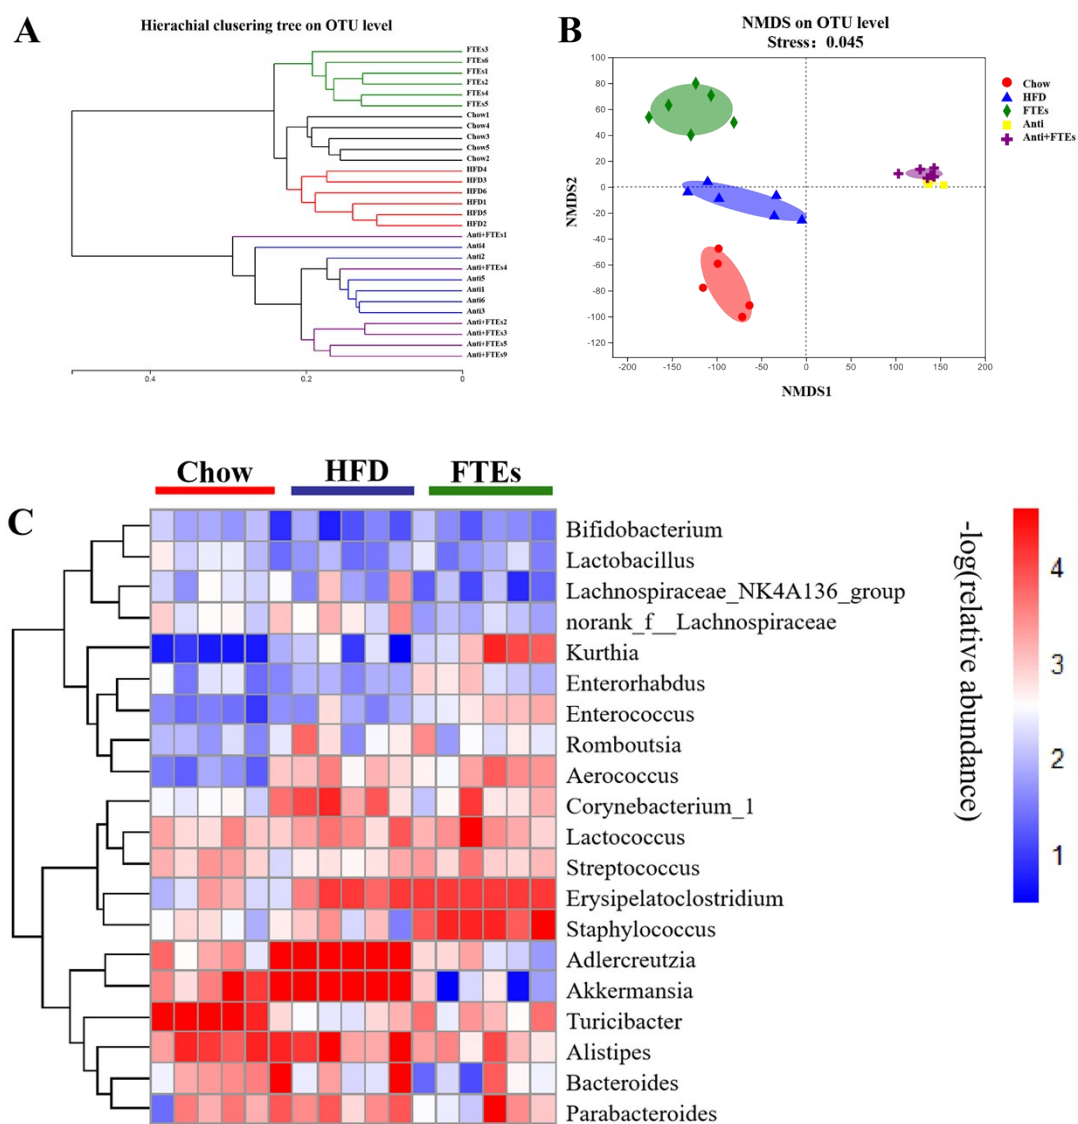 A
Hierachial clusering tree on OTU level
FTEs3
FTEs6
FTEs1
FTEs2
FTEs4
FTEs5
Chow1
Chow4
Chow3
Chow5
Chow2
HFD4
HFD3
HFD6
HFD1
HFD5
HFD2
Anti+FTEs1
Anti4
Anti2
Anti+FTEs4
Anti5
Anti1
Anti6
Anti3
Anti+FTEs2
Anti+FTEs3
Anti+FTEs5
Anti+FTEs9
0.4 0.2 0
B
NMDS on OTU level
Stress： 0.045
NMDS2
100
80
60
40
20
0
-20
-40
-60
-80
-100
-120
-200 -150 -100 -50 0 50 100 150 200
NMDS1
Chow
HFD
FTEs
Anti
Anti+FTEs
C
Chow HFD FTEs
Bifidobacterium
Lactobacillus
Lachnospiraceae_NK4A136_group
norank_f__Lachnospiraceae
Kurthia
Enterorhabdus
Enterococcus
Romboutsia
Aerococcus
Corynebacterium_1
Lactococcus
Streptococcus
Erysipelatoclostridium
Staphylococcus
Adlercreutzia
Akkermansia
Turicibacter
Alistipes
Bacteroides
Parabacteroides
-log(relative abundance)
4
3
2
1